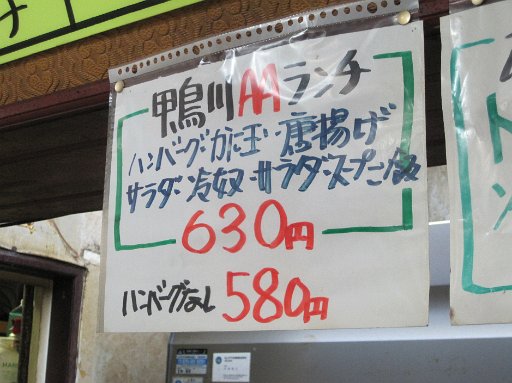 鴨川AAランチ
ハンバーグ・かに玉・唐揚げ
サラダ・冷奴・サラダ・スープご飯
630円
ハンバーグなし580円